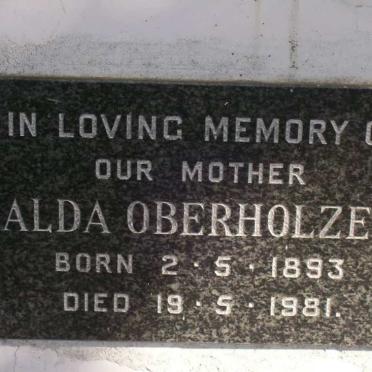 IN LOVING MEMORY O
OUR MOTHER
ALDA OBERHOLZE
BORN 2·5·1893
DIED 19·5·1981.